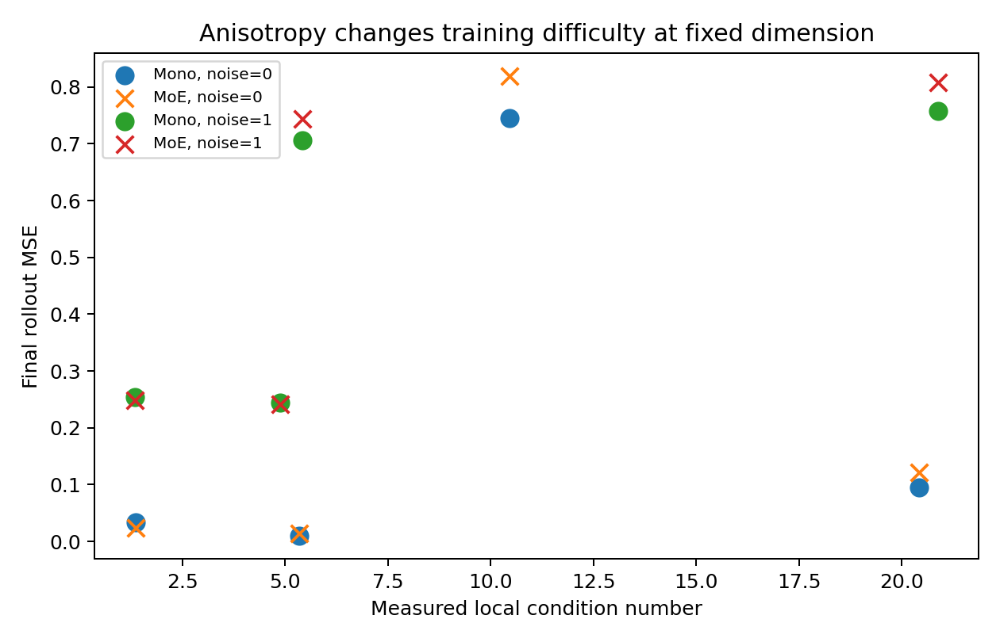 Anisotropy changes training difficulty at fixed dimension
Mono, noise=0
MoE, noise=0
Mono, noise=1
MoE, noise=1
Final rollout MSE
0.8
0.7
0.6
0.5
0.4
0.3
0.2
0.1
0.0
2.5 5.0 7.5 10.0 12.5 15.0 17.5 20.0
Measured local condition number